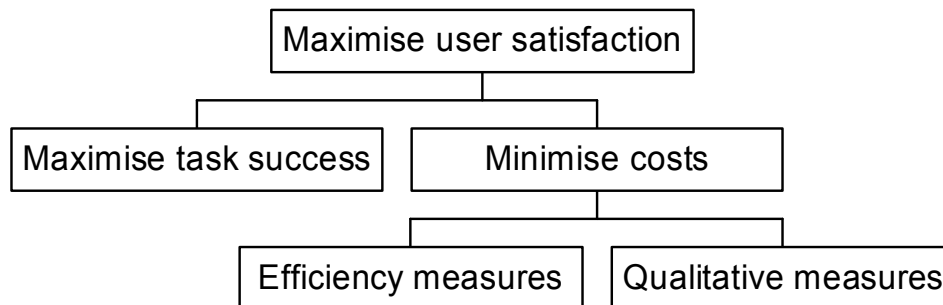 Maximise user satisfaction
Maximise task success
Minimise costs
Efficiency measures
Qualitative measures